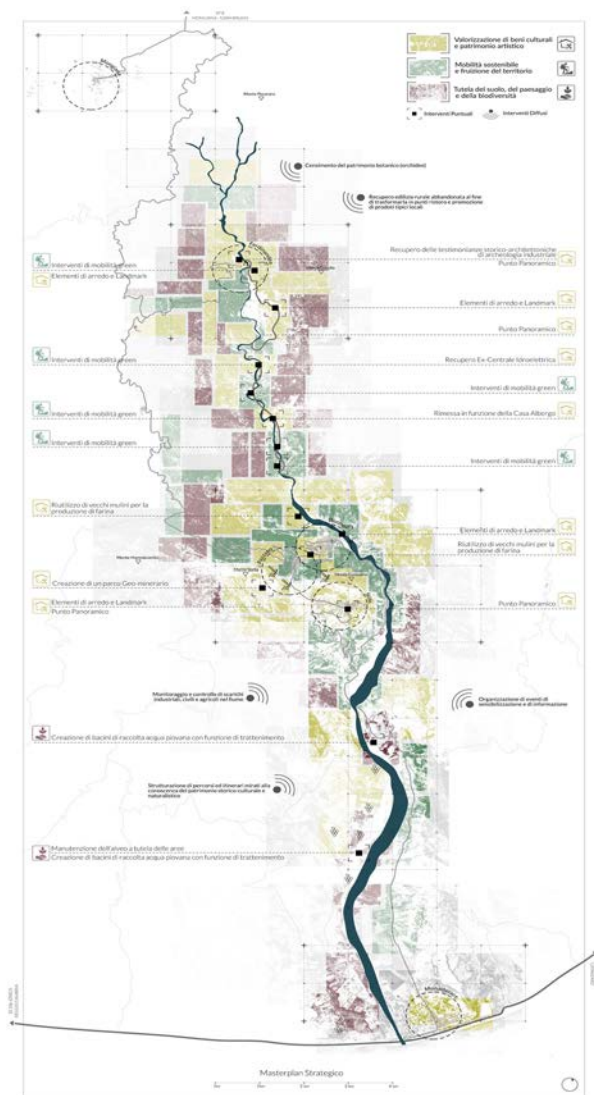 Valorizzazione di beni culturali
e patrimonio artistico
Mobilità sostenibile
e fruizione del territorio
Tutela del suolo, del paesaggio
e della biodiversità
Interventi Puntuali
Interventi Diffusi
Censimento del patrimonio botanico (orchidee)
Recupero edilizia rurale abbandonata al fine
di trasformarla in punti ristoro e promozione
di prodotti tipici locali
Interventi di mobilità green
Elementi di arredo e Landmark
Recupero delle testimonianze storico-architettoniche
di archeologia industriale
Punto Panoramico
Elementi di arredo e Landmark
Punto Panoramico
Interventi di mobilità green
Recupero Ex-Centrale Idroelettrica
Interventi di mobilità green
Interventi di mobilità green
Rimessa in funzione della Casa Albergo
Interventi di mobilità green
Interventi di mobilità green
Riutilizzo di vecchi mulini per la
produzione di farina
Elementi di arredo e Landmark
Riutilizzo di vecchi mulini per la
produzione di farina
Creazione di un parco Geo-minerario
Elementi di arredo e Landmark
Punto Panoramico
Punto Panoramico
Monitoraggio e controllo di scarichi
industriali, civili e agricoli nel fiume
Organizzazione di eventi di
sensibilizzazione e di informazione
Creazione di bacini di raccolta acqua piovana con funzione di trattenimento
Strutturazione di percorsi ed itinerari mirati alla
conoscenza del patrimonio storico culturale e
naturalistico
Manutenzione dell'alveo a tutela delle aree
Creazione di bacini di raccolta acqua piovana con funzione di trattenimento
Masterplan Strategico